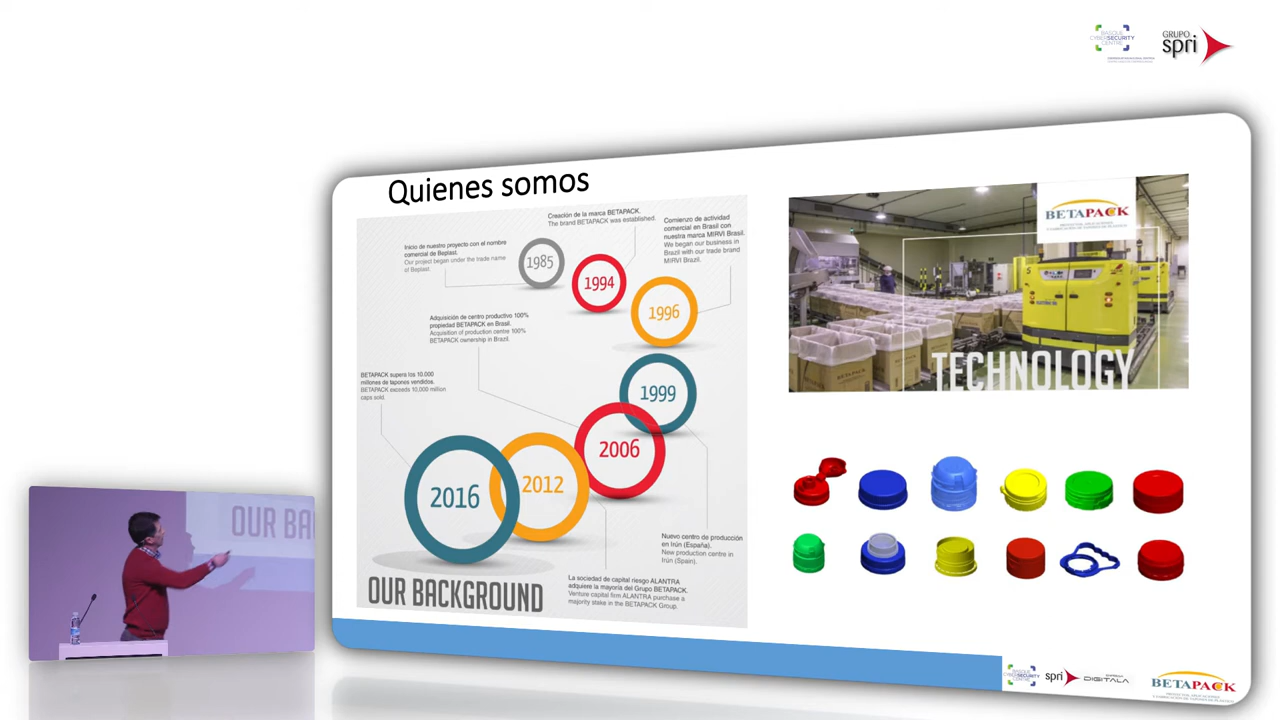 BASQUE
CYBERSECURITY
CENTRE
GRUPO
spri
Quienes somos
Creación de la marca BETAPACK.
The brand BETAPACK was established.
Comienzo de actividad
comercial en Brasil con
nuestra marca MIRVI Brasil.
We began our business in
Brazil with our trade brand
MIRVI Brazil.
Inicio de nuestro proyecto con el nombre
comercial de Beplast.
Our project began under the trade name
of Beplast.
1985
1994
1996
Adquisición de centro productivo 100%
propiedad BETAPACK en Brasil.
Acquisition of production centre 100%
BETAPACK ownership in Brazil.
BETAPACK supera los 10.000
millones de tapones vendidos.
BETAPACK exceeds 10,000 million
caps sold.
1999
2006
2012
2016
Nuevo centro de producción
en Irún (España).
New production centre in
Irún (Spain).
La sociedad de capital riesgo ALANTRA
adquiere la mayoría del Grupo BETAPACK.
Venture capital firm ALANTRA purchase a
majority stake in the BETAPACK Group.
OUR BACKGROUND
BETAPACK
TECHNOLOGY
OUR BA
BASQUE
CYBERSECURITY
CENTRE
spri
DIGITALA
BETAPACK